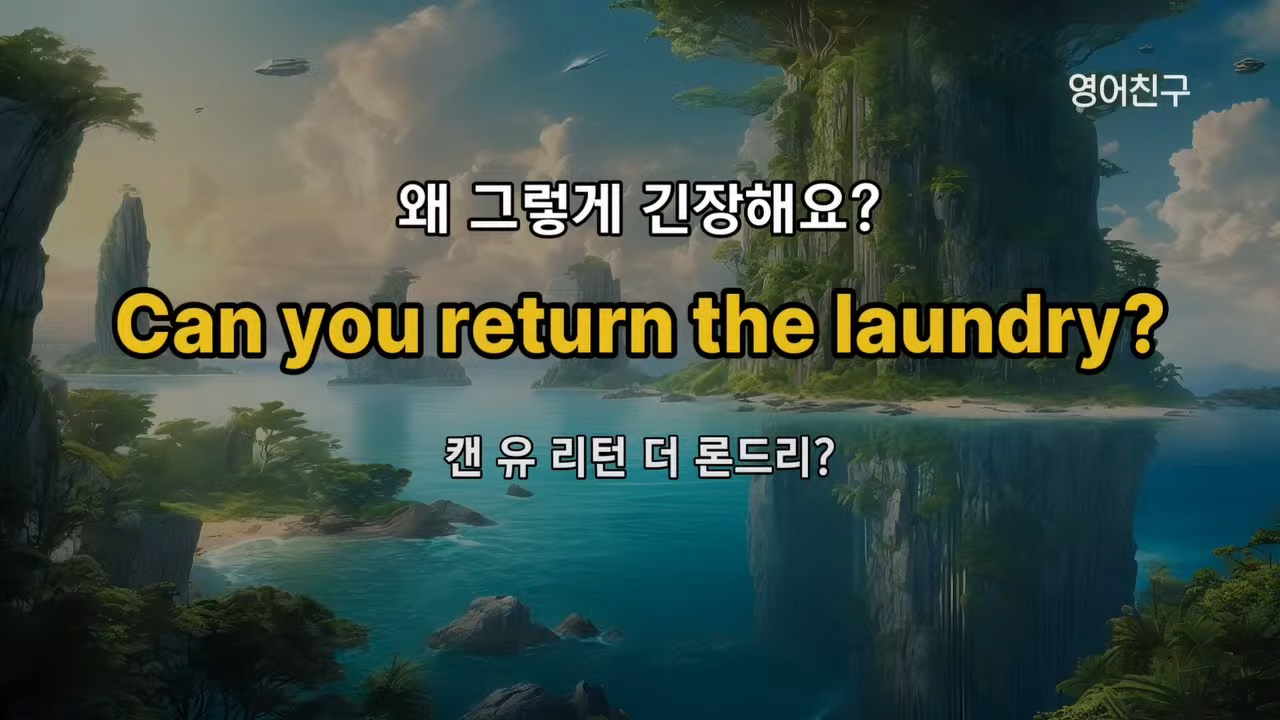 영어친구
왜 그렇게 긴장해요?
Can you return the laundry?
캔 유 리턴 더 론드리?